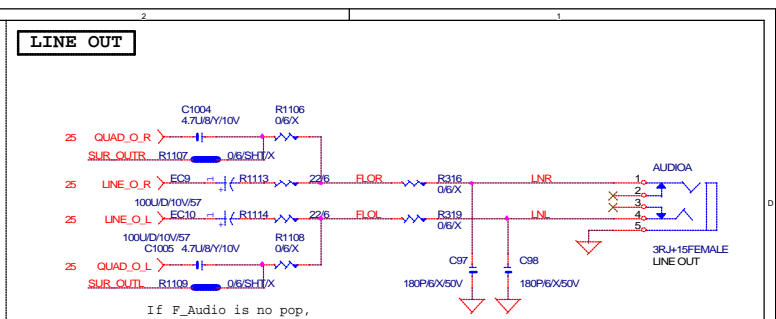 2 1
LINE OUT
C1004 R1106
4.7U/8/Y/10V 0/6/X
25 QUAD_O_R
SUR_OUTR R1107 0/6/SHT/X AUDIOA
25 LINE_O_R EC9 1 + R1113 22/6 FLOR R316 LNR 1
0/6/X 2
100U/D/10V/57 3
25 LINE_O_L EC10 1 + R1114 22/6 FLOL R319 LNL 4
100U/D/10V/57 R1108 0/6/X 5
C1005 4.7U/8/Y/10V 0/6/X 3RJ+15FEMALE
25 QUAD_O_L C97 C98 LINE OUT
SUR_OUTL R1109 0/6/SHT/X 180P/6/X/50V 180P/6/X/50V
If F_Audio is no pop,
D